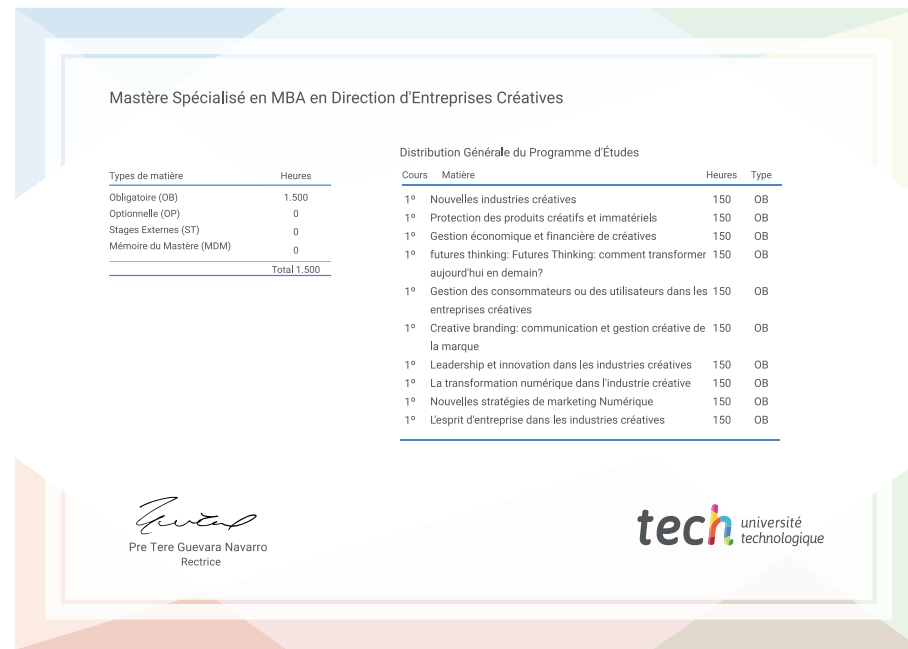 Mastère Spécialisé en MBA en Direction d'Entreprises Créatives
Types de matière Heures
Obligatoire (OB) 1.500
Optionnelle (OP) 0
Stages Externes (ST) 0
Mémoire du Mastère (MDM) 0
Total 1.500
Distribution Générale du Programme d'Études
Cours Matière Heures Type
1º Nouvelles industries créatives 150 OB
1º Protection des produits créatifs et immatériels 150 OB
1º Gestion économique et financière de créatives 150 OB
1º futures thinking: Futures Thinking: comment transformer 150 OB
aujourd'hui en demain?
1º Gestion des consommateurs ou des utilisateurs dans les 150 OB
entreprises créatives
1º Creative branding: communication et gestion créative de 150 OB
la marque
1º Leadership et innovation dans les industries créatives 150 OB
1º La transformation numérique dans l'industrie créative 150 OB
1º Nouvelles stratégies de marketing Numérique 150 OB
1º L'esprit d'entreprise dans les industries créatives 150 OB
Pre Tere Guevara Navarro
Rectrice
tech université
technologique